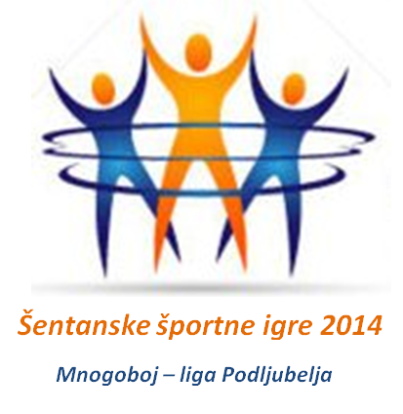 Šentanske športne igre 2014
Mnogoboj – liga Podljubelja